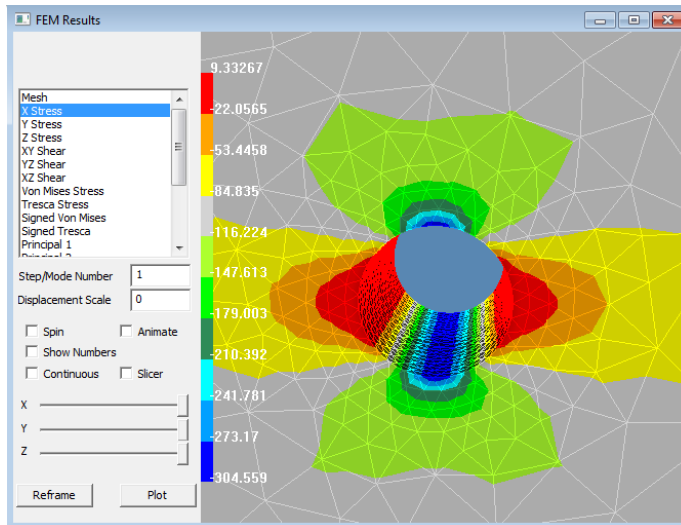 FEM Results
Mesh
X Stress
Y Stress
Z Stress
XY Shear
YZ Shear
XZ Shear
Von Mises Stress
Tresca Stress
Signed Von Mises
Signed Tresca
Principal 1
Step/Mode Number 1
Displacement Scale 0
Spin Animate
Show Numbers
Continuous Slicer
X
Y
Z
Reframe Plot
9.33267
-22.0565
-53.4458
-84.835
-116.224
-147.613
-179.003
-210.392
-241.781
-273.17
-304.559